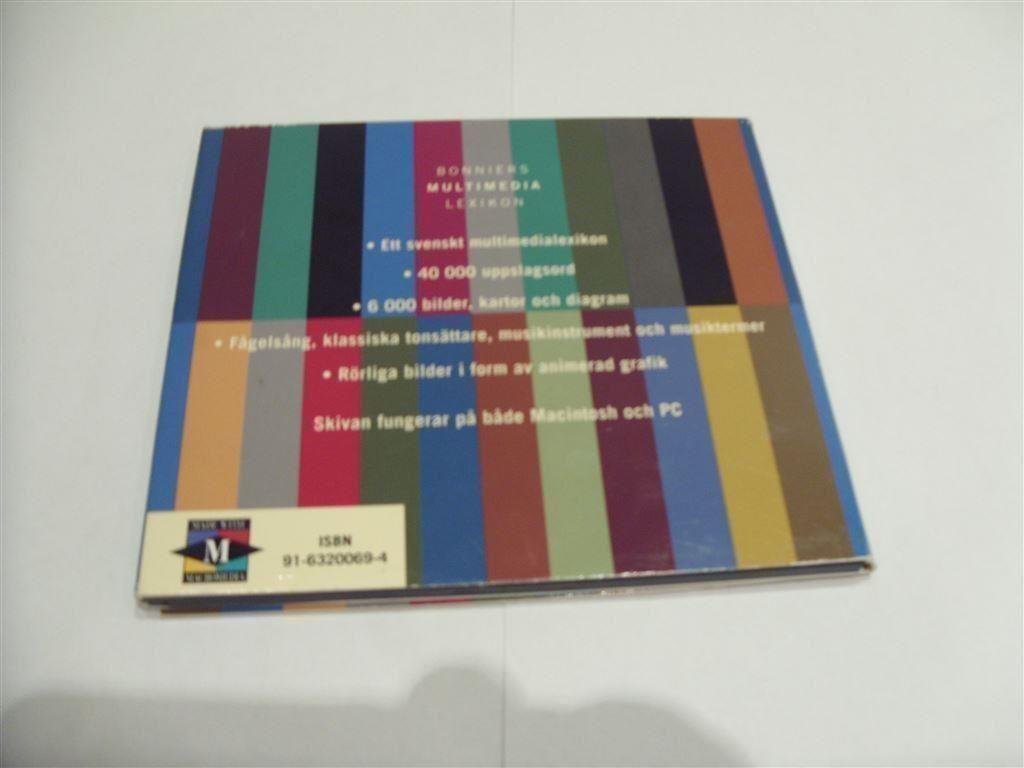 BONNIERS
MULTIMEDIA
LEXIKON
• Ett svenskt multimedialexikon
• 40 000 uppslagsord
• 6 000 bilder, kartor och diagram
• Fågelsång, klassiska tonsättare, musikinstrument och musiktermer
• Rörliga bilder i form av animerad grafik
Skivan fungerar på både Macintosh och PC
MADE WITH
M
MACROMEDIA
ISBN
91-6320069-4